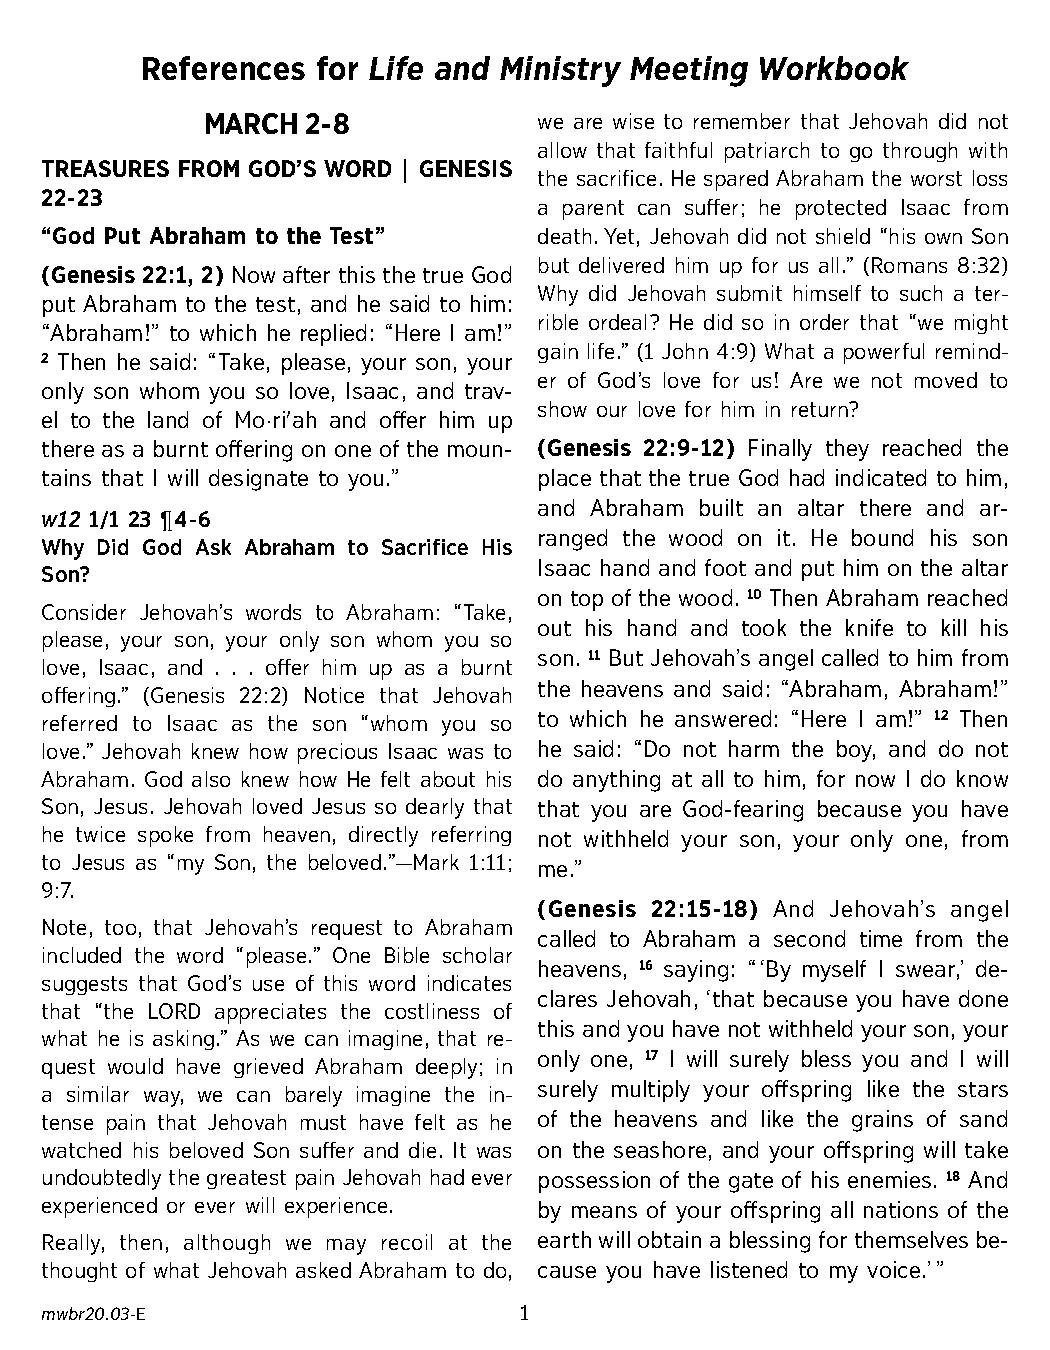 References for Life and Ministry Meeting Workbook
MARCH 2-8
TREASURES FROM GOD’S WORD | GENESIS
22-23
“God Put Abraham to the Test”
(Genesis 22:1, 2) Now after this the true God
put Abraham to the test, and he said to him:
“Abraham!” to which he replied: “Here I am!”
² Then he said: “Take, please, your son, your
only son whom you so love, Isaac, and trav-
el to the land of Mo·ri′ah and offer him up
there as a burnt offering on one of the moun-
tains that I will designate to you.”
w12 1/1 23 ¶4-6
Why Did God Ask Abraham to Sacrifice His
Son?
Consider Jehovah’s words to Abraham: “Take,
please, your son, your only son whom you so
love, Isaac, and . . . offer him up as a burnt
offering.” (Genesis 22:2) Notice that Jehovah
referred to Isaac as the son “whom you so
love.” Jehovah knew how precious Isaac was to
Abraham. God also knew how He felt about his
Son, Jesus. Jehovah loved Jesus so dearly that
he twice spoke from heaven, directly referring
to Jesus as “my Son, the beloved.”—Mark 1:11;
9:7.
Note, too, that Jehovah’s request to Abraham
included the word “please.” One Bible scholar
suggests that God’s use of this word indicates
that “the LORD appreciates the costliness of
what he is asking.” As we can imagine, that re-
quest would have grieved Abraham deeply; in
a similar way, we can barely imagine the in-
tense pain that Jehovah must have felt as he
watched his beloved Son suffer and die. It was
undoubtedly the greatest pain Jehovah had ever
experienced or ever will experience.
Really, then, although we may recoil at the
thought of what Jehovah asked Abraham to do,
we are wise to remember that Jehovah did not
allow that faithful patriarch to go through with
the sacrifice. He spared Abraham the worst loss
a parent can suffer; he protected Isaac from
death. Yet, Jehovah did not shield “his own Son
but delivered him up for us all.” (Romans 8:32)
Why did Jehovah submit himself to such a ter-
rible ordeal? He did so in order that “we might
gain life.” (1 John 4:9) What a powerful remind-
er of God’s love for us! Are we not moved to
show our love for him in return?
(Genesis 22:9-12) Finally they reached the
place that the true God had indicated to him,
and Abraham built an altar there and ar-
ranged the wood on it. He bound his son
Isaac hand and foot and put him on the altar
on top of the wood. ¹⁰ Then Abraham reached
out his hand and took the knife to kill his
son. ¹¹ But Jehovah’s angel called to him from
the heavens and said: “Abraham, Abraham!”
to which he answered: “Here I am!” ¹² Then
he said: “Do not harm the boy, and do not
do anything at all to him, for now I do know
that you are God-fearing because you have
not withheld your son, your only one, from
me.”
(Genesis 22:15-18) And Jehovah’s angel
called to Abraham a second time from the
heavens, ¹⁶ saying: “‘By myself I swear,’ de-
clares Jehovah, ‘that because you have done
this and you have not withheld your son, your
only one, ¹⁷ I will surely bless you and I will
surely multiply your offspring like the stars
of the heavens and like the grains of sand
on the seashore, and your offspring will take
possession of the gate of his enemies. ¹⁸ And
by means of your offspring all nations of the
earth will obtain a blessing for themselves be-
cause you have listened to my voice.’”
mwbr20.03-E
1